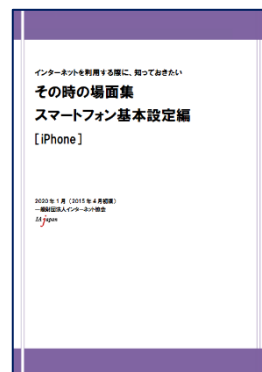 インターネットを利用する際に、知っておきたい
その時の場面集
スマートフォン基本設定編
[iPhone]
2020年1月（2015年4月初版）
一般財団法人インターネット協会
IAjapan